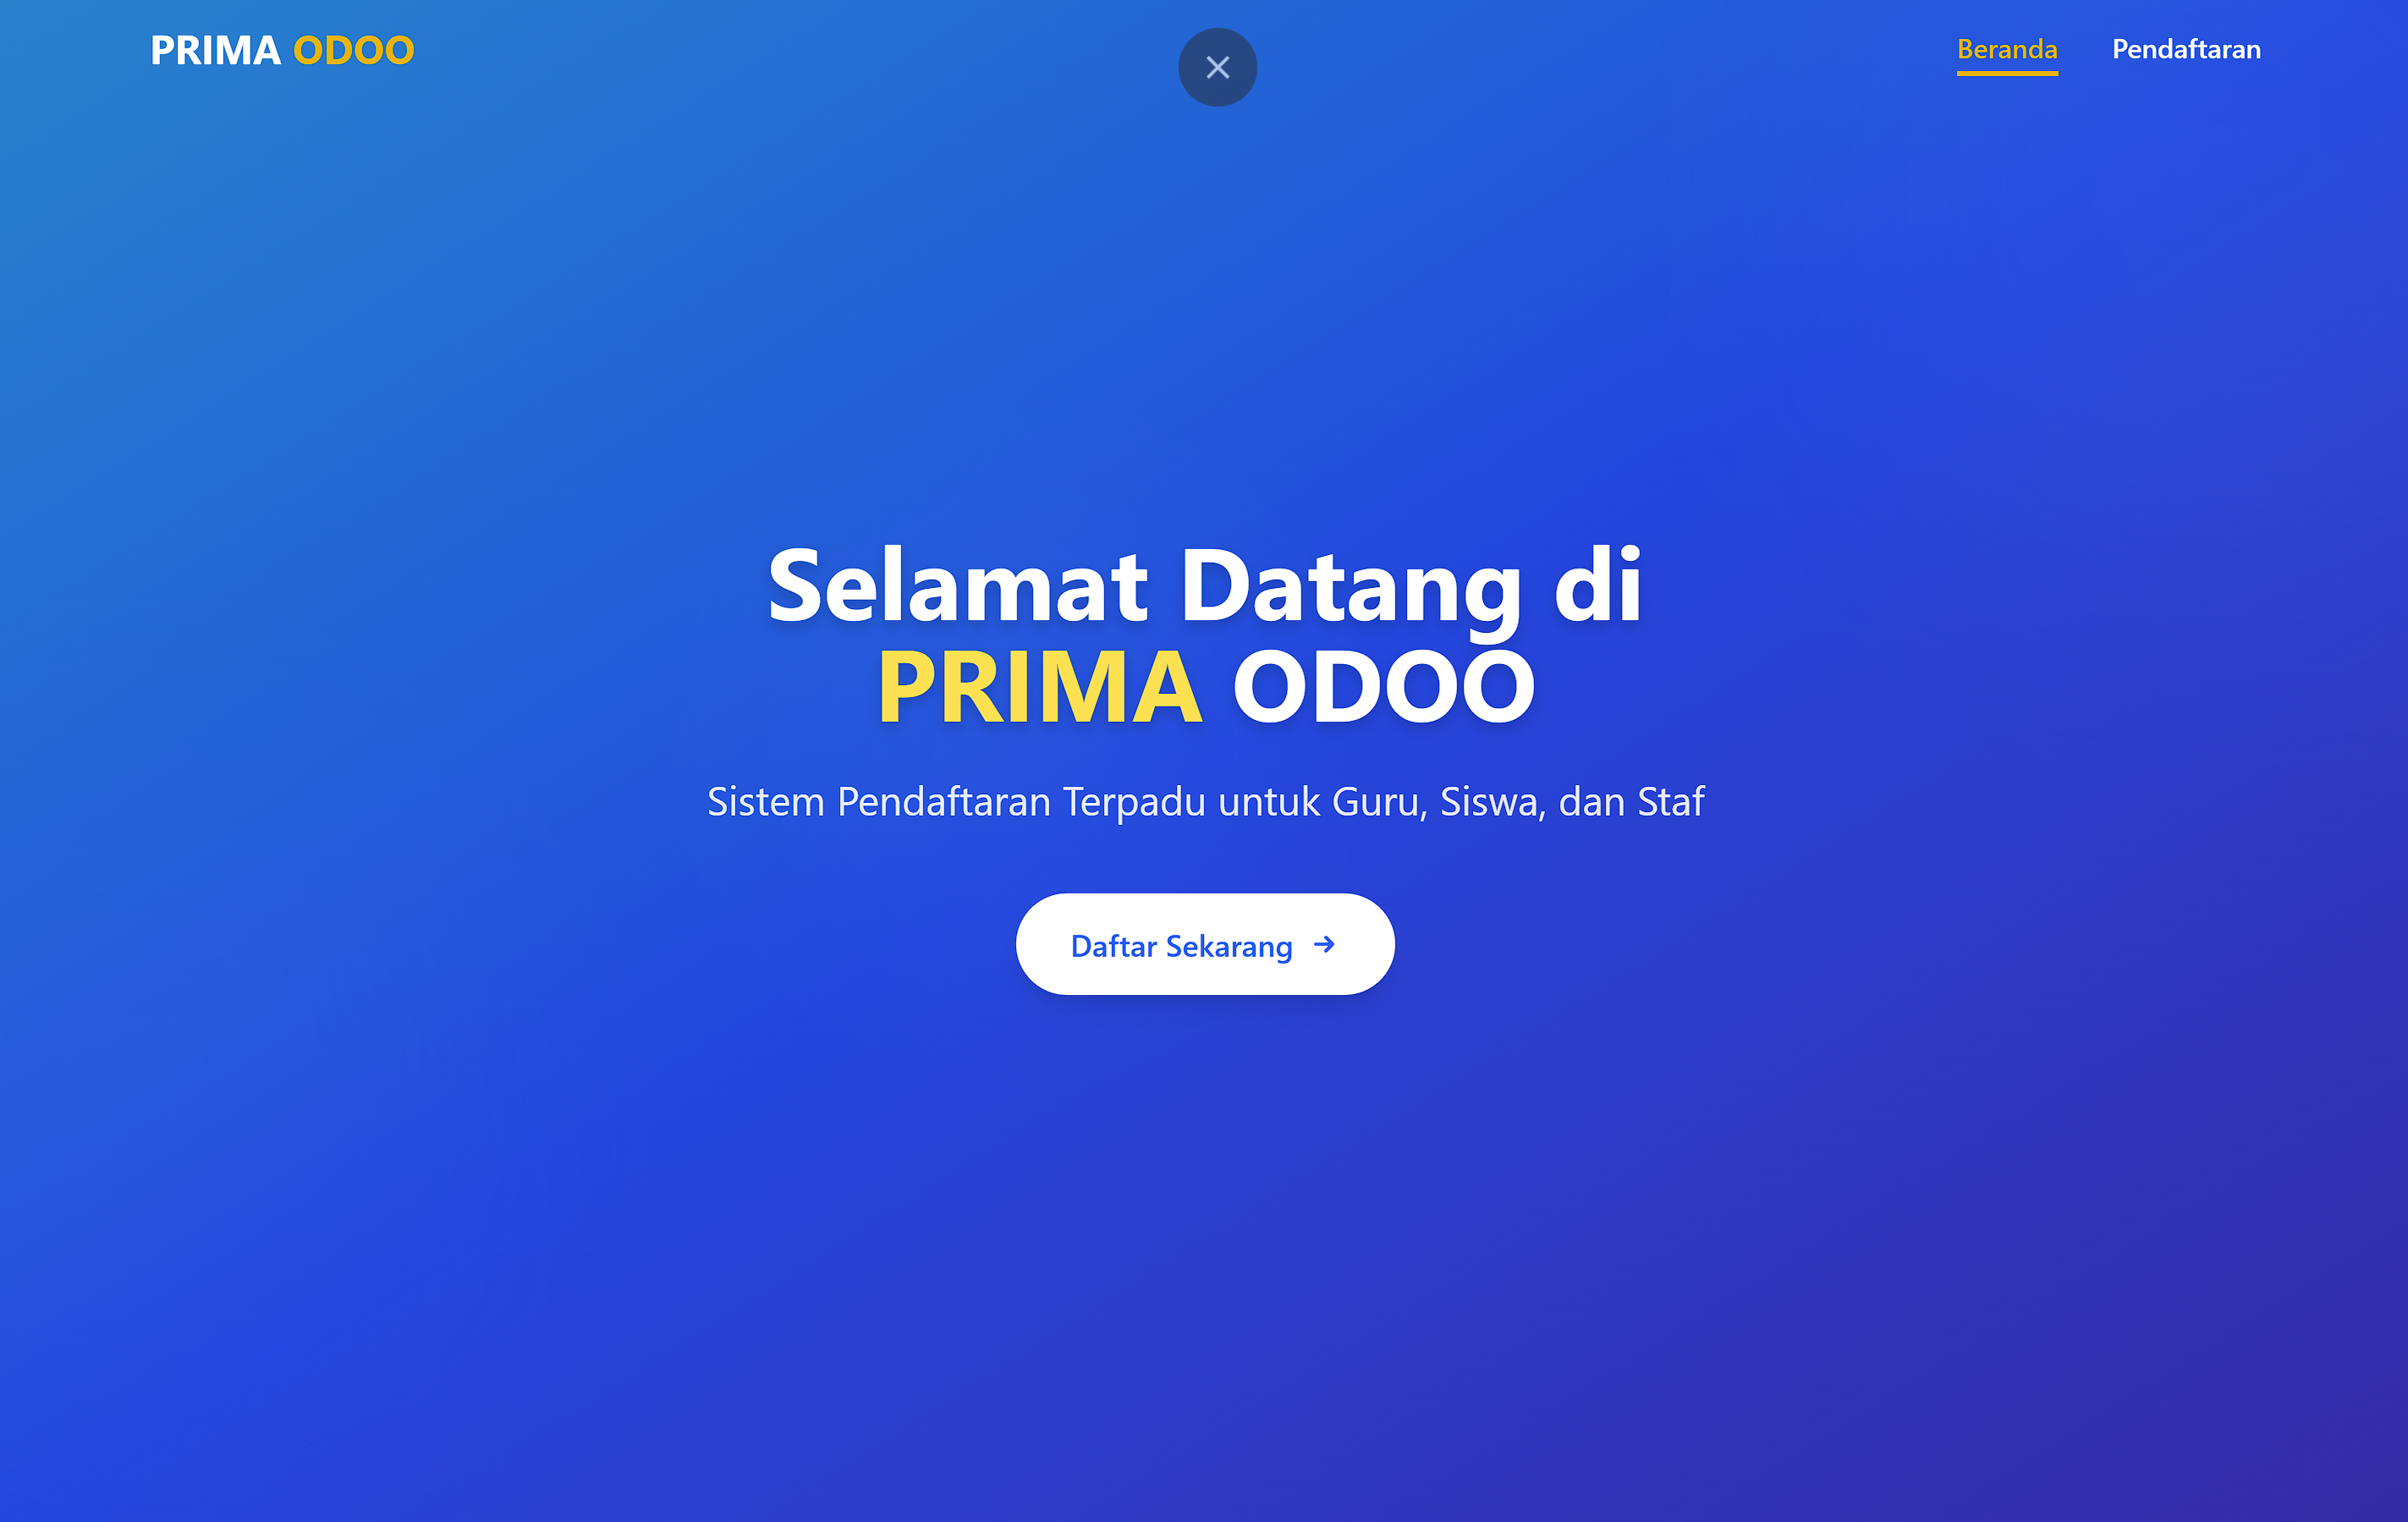 PRIMA ODOO
Beranda
Pendaftaran
Selamat Datang di
PRIMA ODOO
Sistem Pendaftaran Terpadu untuk Guru, Siswa, dan Staf
Daftar Sekarang →